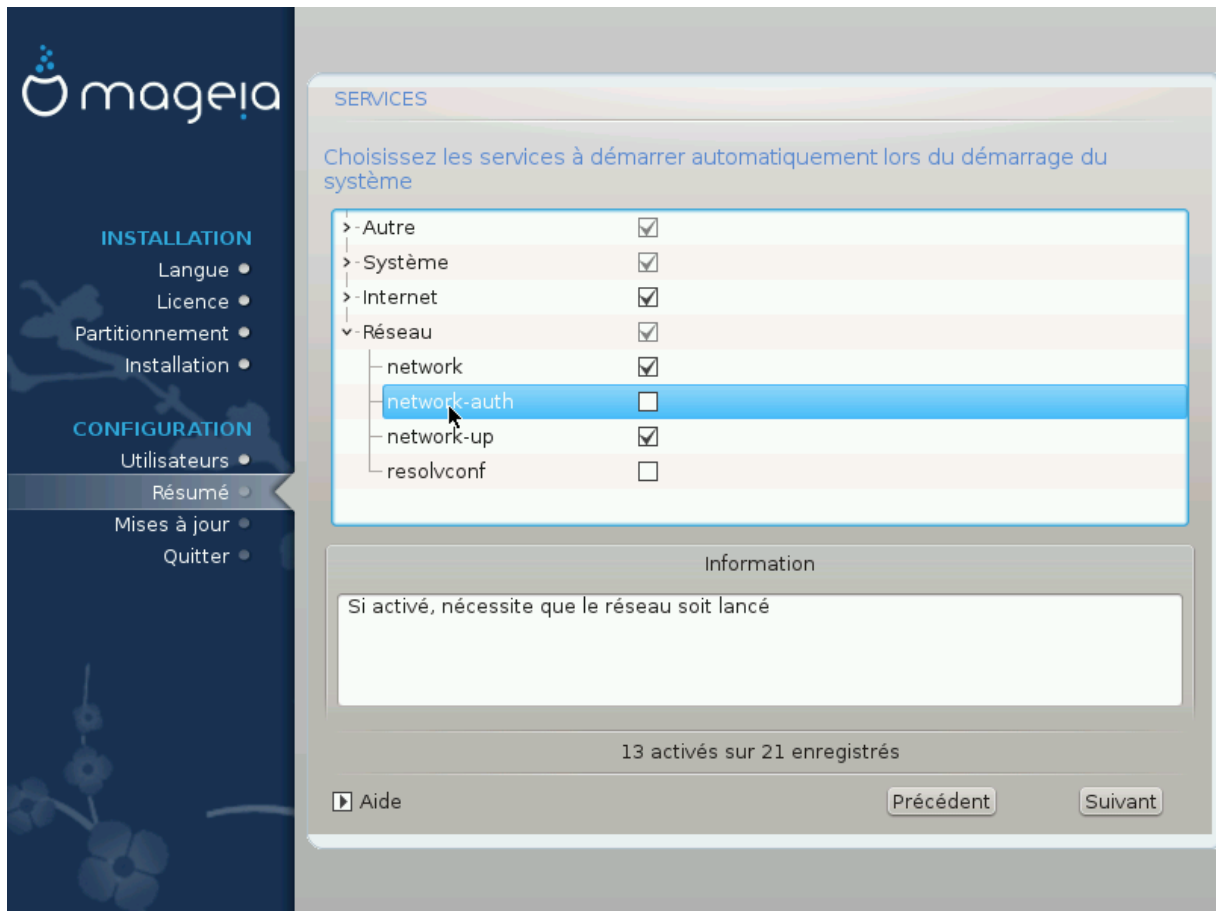 mageia
INSTALLATION
Langue
Licence
Partitionnement
Installation
CONFIGURATION
Utilisateurs
Résumé
Mises à jour
Quitter
SERVICES
Choisissez les services à démarrer automatiquement lors du démarrage du
système
Autre
Système
Internet
Réseau
network
network-auth
network-up
resolvconf
Information
Si activé, nécessite que le réseau soit lancé
13 activés sur 21 enregistrés
Aide
Précédent
Suivant